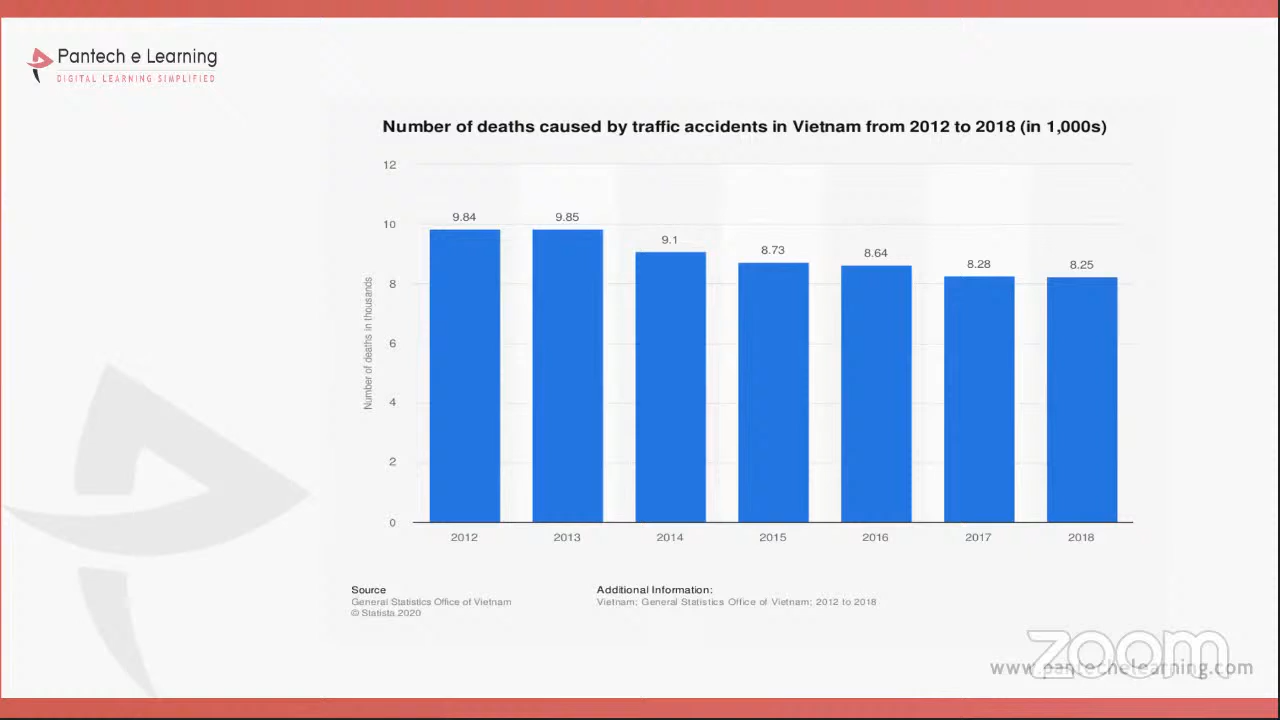 Pantech e Learning
DIGITAL LEARNING SIMPLIFIED
Number of deaths caused by traffic accidents in Vietnam from 2012 to 2018 (in 1,000s)
Number of deaths in thousands
12
10
8
6
4
2
0
9.84
9.85
9.1
8.73
8.64
8.28
8.25
2012
2013
2014
2015
2016
2017
2018
Source
General Statistics Office of Vietnam
© Statista 2020
Additional Information:
Vietnam; General Statistics Office of Vietnam; 2012 to 2018
zoom
www.pantechelearning.com